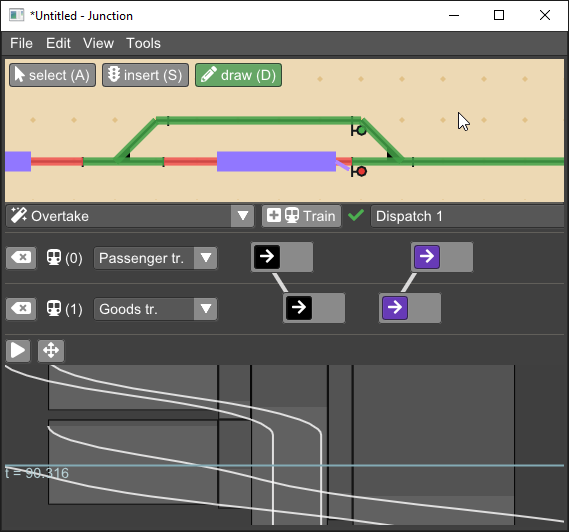 *Untitled - Junction
File Edit View Tools
select (A) insert (S) draw (D)
Overtake Train Dispatch 1
(0) Passenger tr.
(1) Goods tr.
t = 90.316